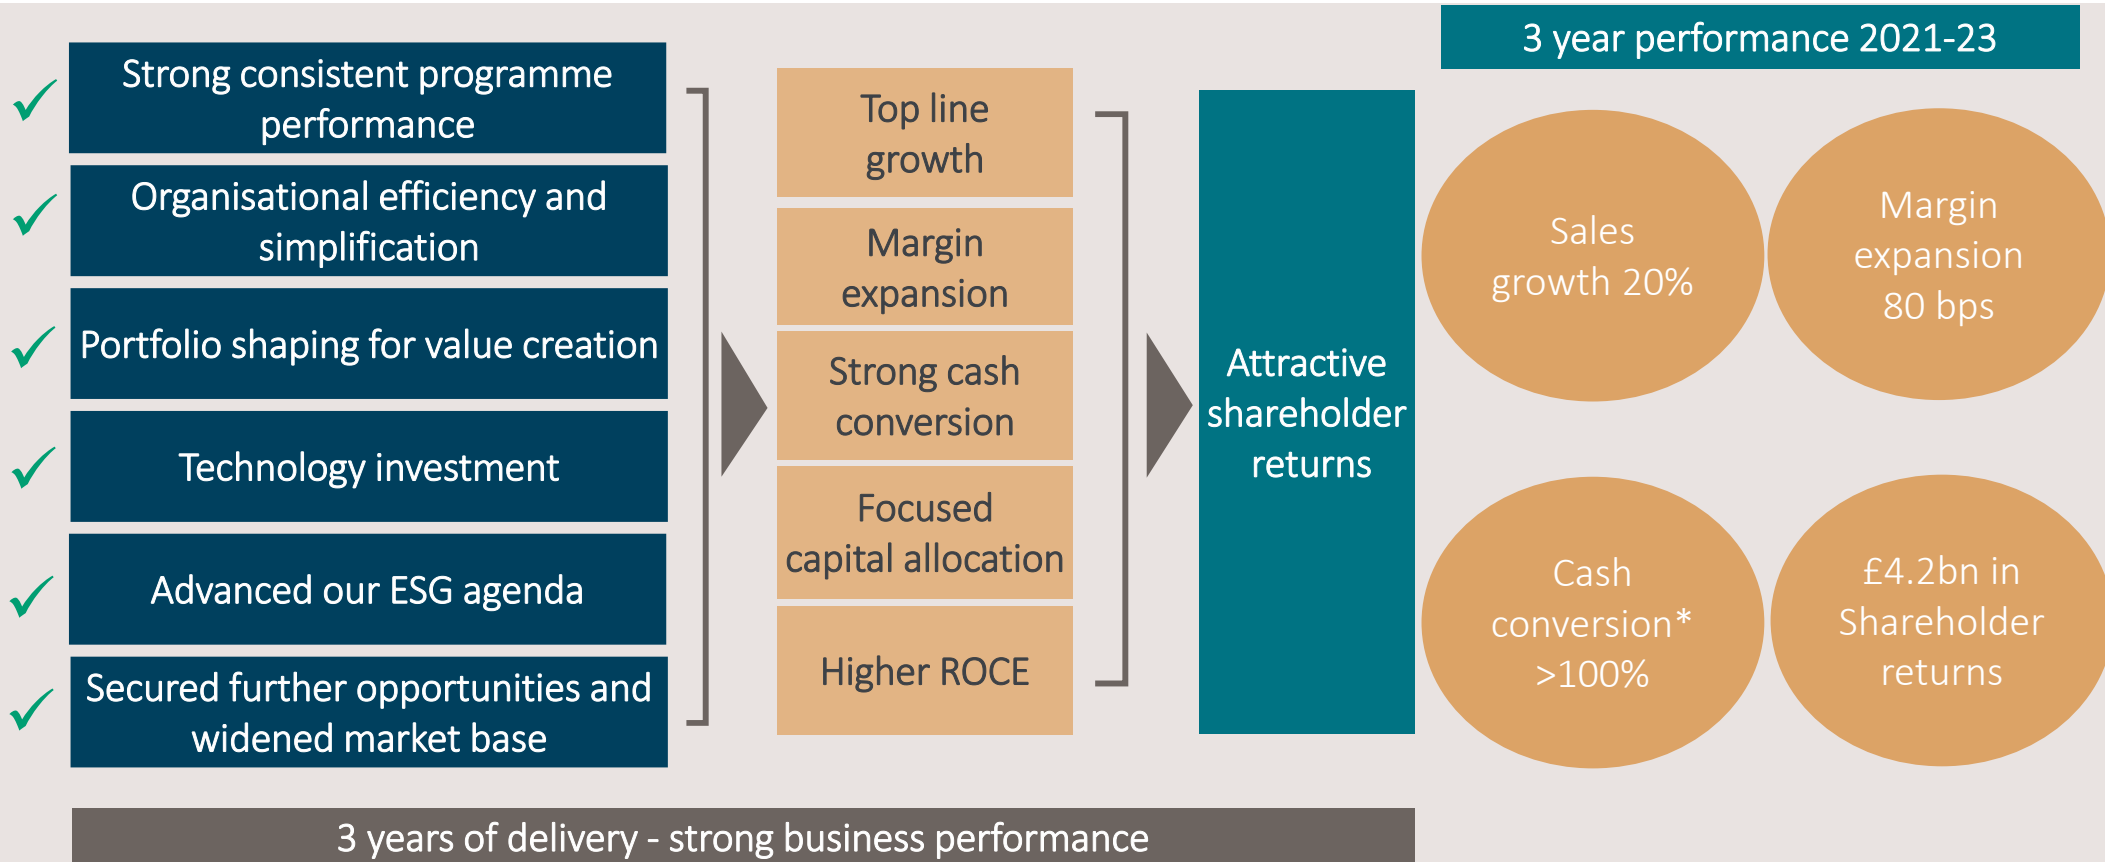 Strong consistent programme
performance
Organisational efficiency and
simplification
Portfolio shaping for value creation
Technology investment
Advanced our ESG agenda
Secured further opportunities and
widened market base
Top line
growth
Margin
expansion
Strong cash
conversion
Focused
capital allocation
Higher ROCE
Attractive
shareholder
returns
3 year performance 2021-23
Sales
growth 20%
Margin
expansion
80 bps
Cash
conversion*
>100%
£4.2bn in
Shareholder
returns
3 years of delivery - strong business performance